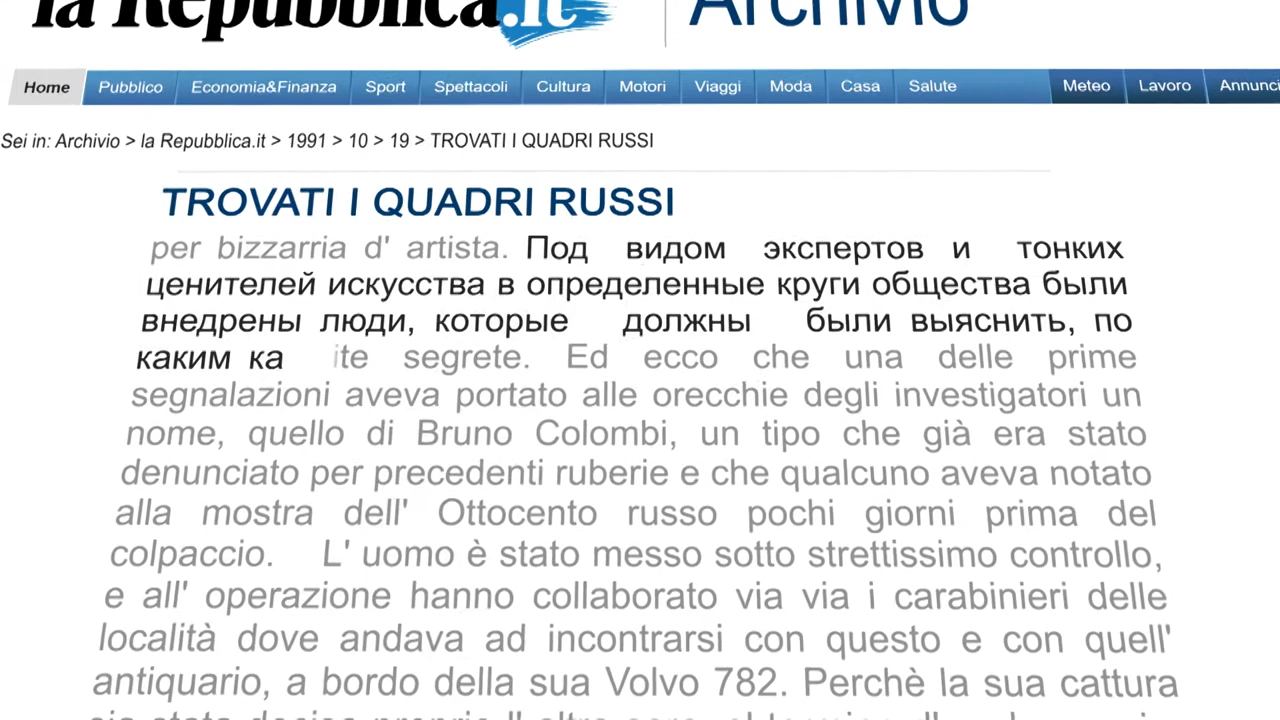 la Repubblica.it Archivio
Home Pubblico Economia&Finanza Sport Spettacoli Cultura Motori Viaggi Moda Casa Salute Meteo Lavoro Annunci
Sei in: Archivio > la Repubblica.it > 1991 > 10 > 19 > TROVATI I QUADRI RUSSI
TROVATI I QUADRI RUSSI
per bizzarria d' artista. Под видом экспертов и тонких
ценителей искусства в определенные круги общества были
внедрены люди, которые должны были выяснить, по
каким ка ite segrete. Ed ecco che una delle prime
segnalazioni aveva portato alle orecchie degli investigatori un
nome, quello di Bruno Colombi, un tipo che già era stato
denunciato per precedenti ruberie e che qualcuno aveva notato
alla mostra dell' Ottocento russo pochi giorni prima del
colpaccio. L' uomo è stato messo sotto strettissimo controllo,
e all' operazione hanno collaborato via via i carabinieri delle
località dove andava ad incontrarsi con questo e con quell'
antiquario, a bordo della sua Volvo 782. Perchè la sua cattura